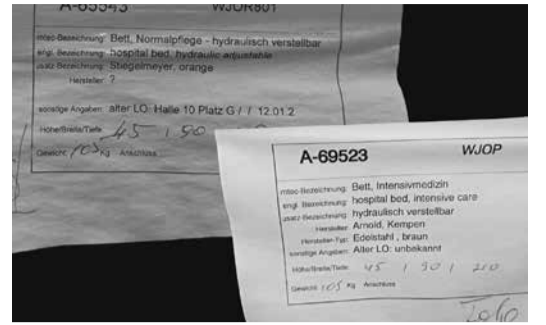 A-65543 WJOR801
mtec-Bezeichnung: Bett, Normalpflege - hydraulisch verstellbar
engl. Bezeichnung: hospital bed, hydraulic adjustable
usatz-Bezeichnung: Stiegelmeyer, orange
Hersteller: ?
sonstige Angaben: alter LO: Halle 10 Platz G / / 12.01.2
Höhe/Breite/Tiefe: 45 / 90
Gewicht: 105 Kg Anschluss
A-69523 WJOP
mtec-Bezeichnung: Bett, Intensivmedizin
engl. Bezeichnung: hospital bed, intensive care
usatz-Bezeichnung: hydraulisch verstellbar
Hersteller: Arnold, Kempen
Hersteller-Typ: Edelstahl , braun
sonstige Angaben: Alter LO: unbekannt
Höhe/Breite/Tiefe: 45 / 90 / 210
Gewicht: 105 Kg Anschluss